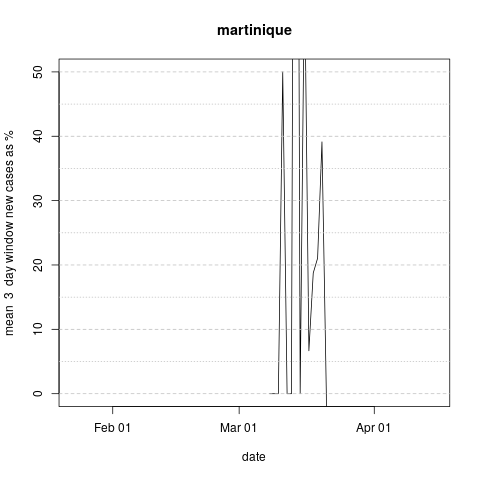 martinique
mean 3 day window new cases as %
50
40
30
20
10
0
Feb 01
Mar 01
Apr 01
date